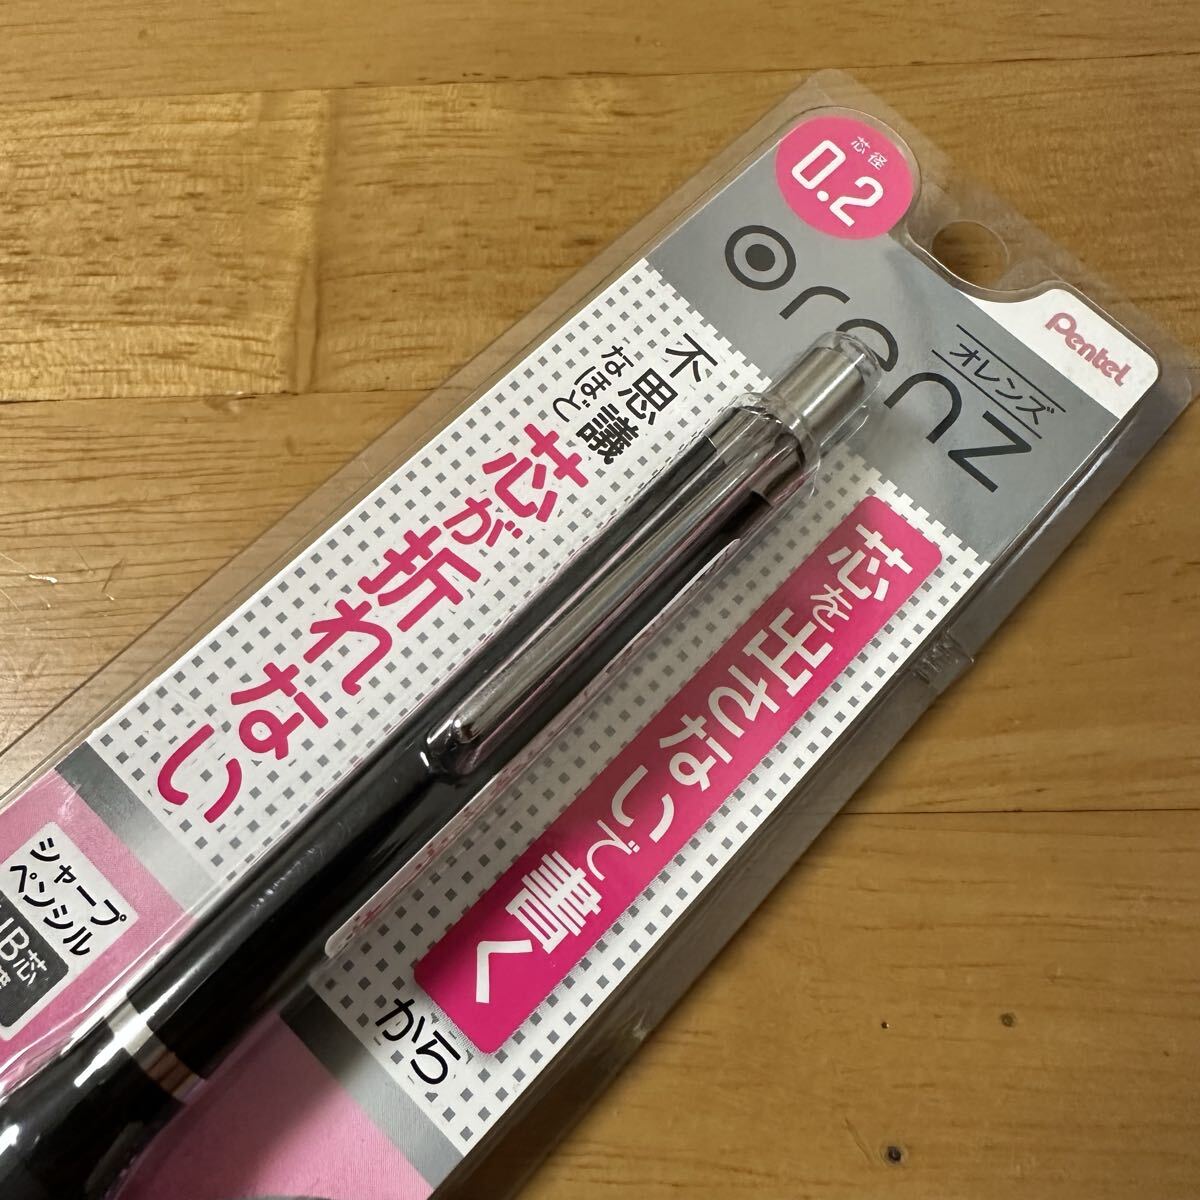 芯径
0.2
orenz
オレンズ
Pentel
芯を出さないで書く
から
不思議
なほど
芯が折れない
シャープ
ペンシル
HB芯